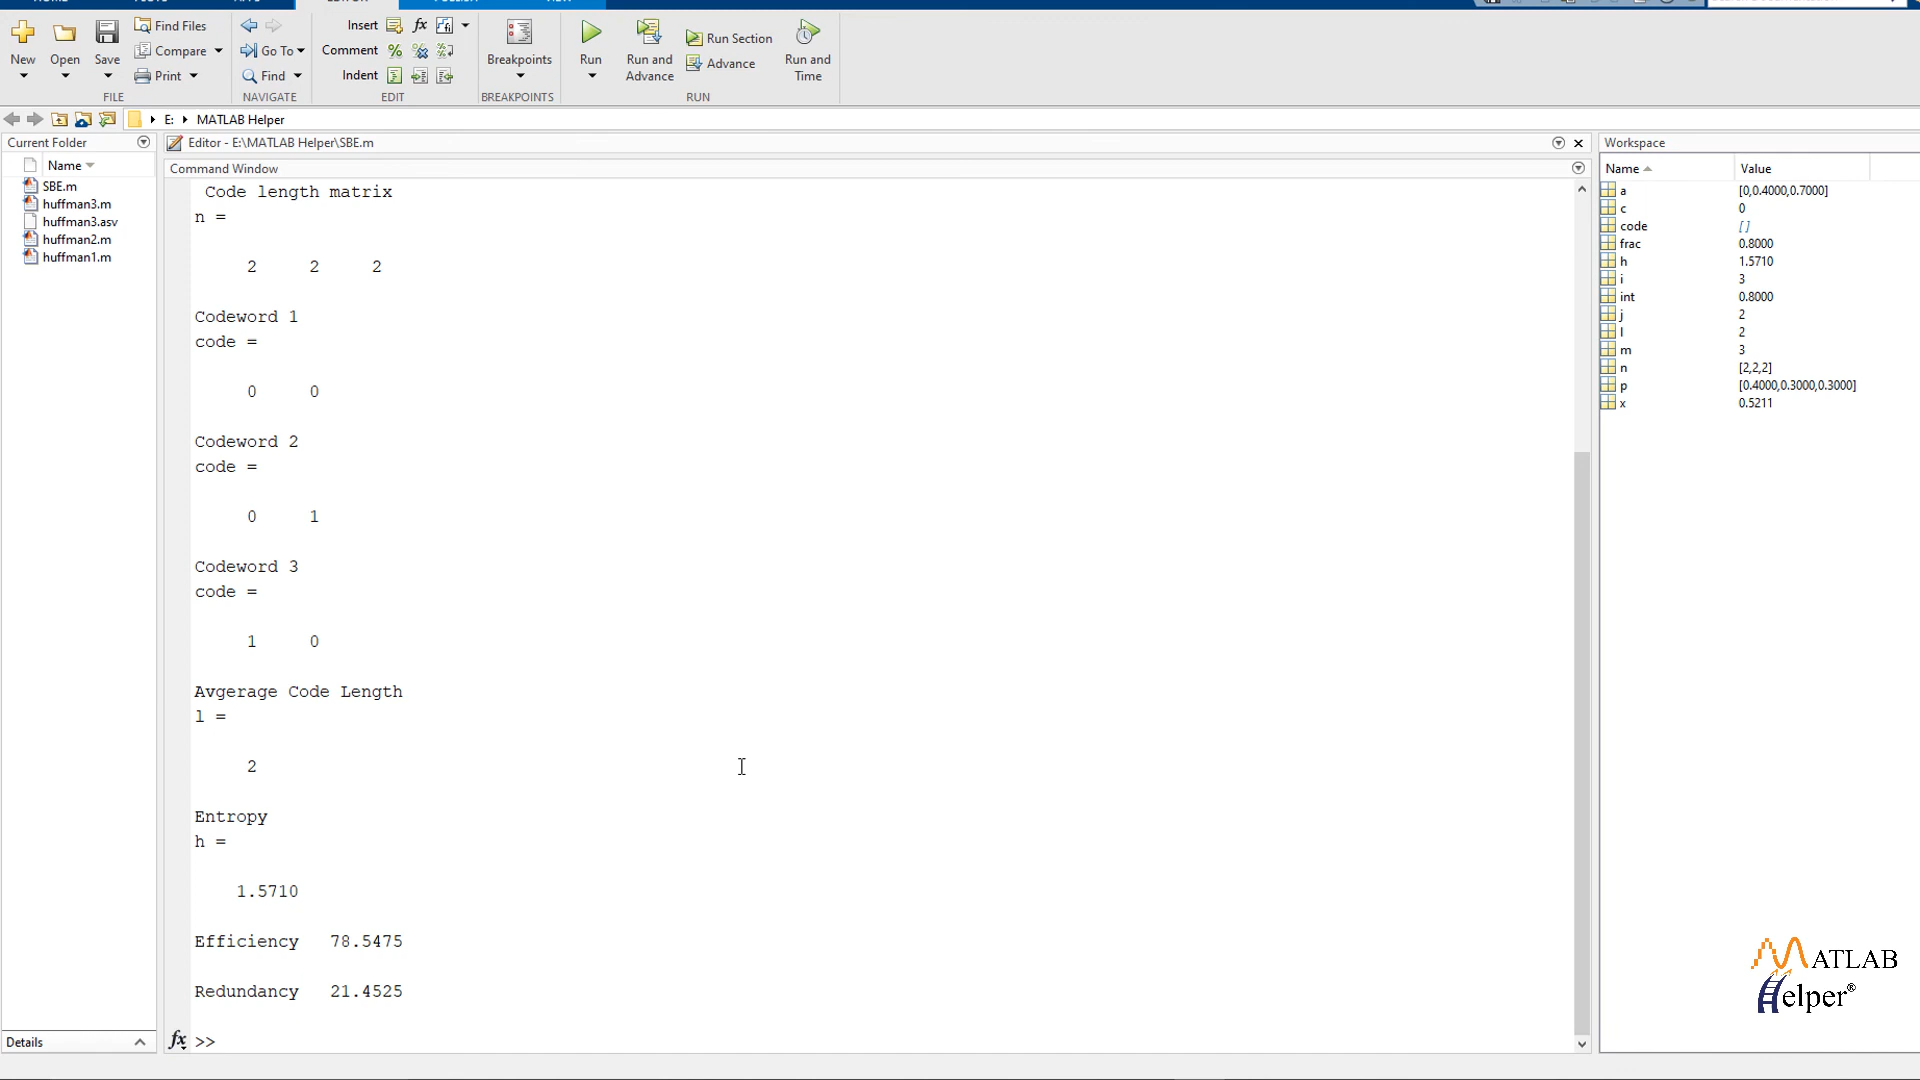 Find Files
Insert
fx
New
Open
Save
Compare
Print
Go To
Find
Comment
Indent
Breakpoints
Run
Run and
Advance
Run Section
Advance
Run and
Time
FILE
NAVIGATE
EDIT
BREAKPOINTS
RUN
E:
MATLAB Helper
Current Folder
Name
SBE.m
huffman3.m
huffman3.asv
huffman2.m
huffman1.m
Details
Editor - E:\MATLAB Helper\SBE.m
Command Window
Code length matrix
n =
2 2 2
Codeword 1
code =
0 0
Codeword 2
code =
0 1
Codeword 3
code =
1 0
Avgerage Code Length
l =
2
Entropy
h =
1.5710
Efficiency 78.5475
Redundancy 21.4525
fx >>
Workspace
Name Value
a [0,0.4000,0.7000]
c 0
code []
frac 0.8000
h 1.5710
i 3
int 0.8000
j 2
l 2
m 3
n [2,2,2]
p [0.4000,0.3000,0.3000]
x 0.5211
MATLAB
Helper®